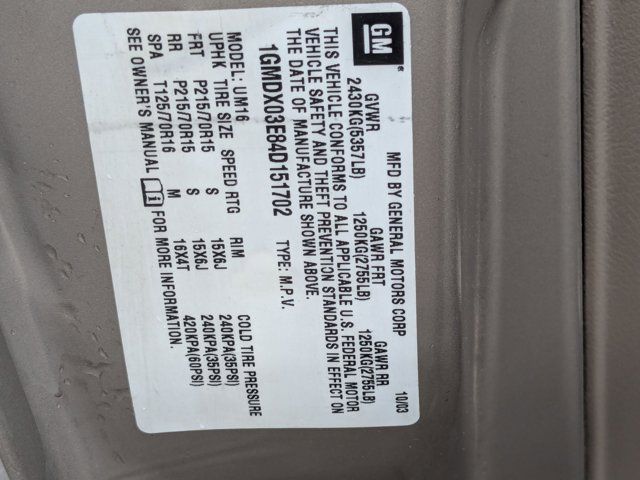 GM
MFD BY GENERAL MOTORS CORP 10/03
GVWR GAWR FRT GAWR RR
2430KG(5357LB) 1250KG(2755LB) 1250KG(2755LB)
THIS VEHICLE CONFORMS TO ALL APPLICABLE U.S. FEDERAL MOTOR
VEHICLE SAFETY AND THEFT PREVENTION STANDARDS IN EFFECT ON
THE DATE OF MANUFACTURE SHOWN ABOVE.
1GMDX03E84D151702 TYPE: M.P.V.
MODEL: UM16
UPHK TIRE SIZE SPEED RTG RIM COLD TIRE PRESSURE
FRT P215/70R15 S 15X6J 240KPA(35PSI)
RR P215/70R15 S 15X6J 240KPA(35PSI)
SPA T125/70R16 M 16X4T 420KPA(60PSI)
SEE OWNER'S MANUAL FOR MORE INFORMATION.